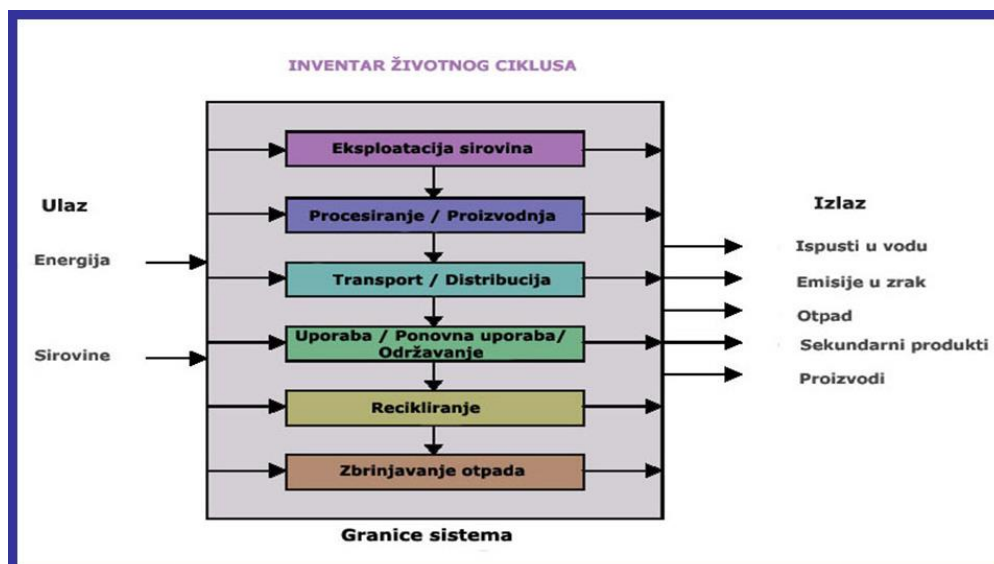 INVENTAR ŽIVOTNOG CIKLUSA
Ulaz
Energija
Sirovine
Eksploatacija sirovina
Procesiranje / Proizvodnja
Transport / Distribucija
Uporaba / Ponovna uporaba/
Održavanje
Recikliranje
Zbrinjavanje otpada
Izlaz
Ispusti u vodu
Emisije u zrak
Otpad
Sekundarni produkti
Proizvodi
Granice sistema